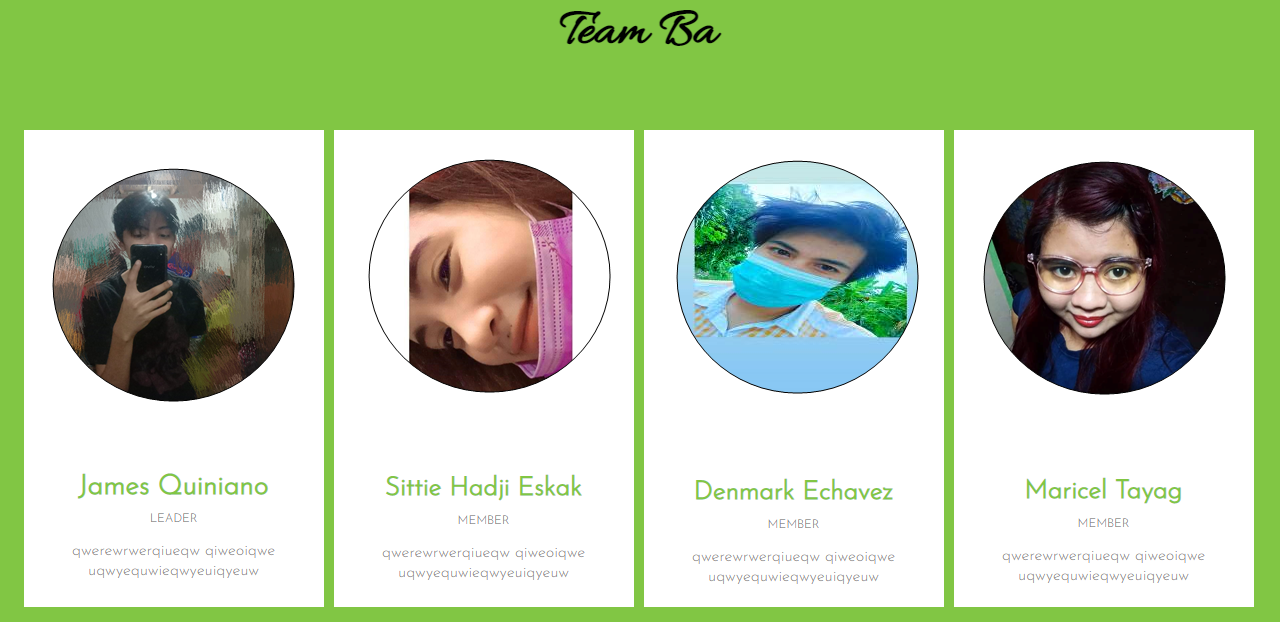 Team Ba
James Quiniano
LEADER
qwerewrwerqiueqw qiweoiqwe
uqwyequwieqwyeuiqyeuw
Sittie Hadji Eskak
MEMBER
qwerewrwerqiueqw qiweoiqwe
uqwyequwieqwyeuiqyeuw
Denmark Echavez
MEMBER
qwerewrwerqiueqw qiweoiqwe
uqwyequwieqwyeuiqyeuw
Maricel Tayag
MEMBER
qwerewrwerqiueqw qiweoiqwe
uqwyequwieqwyeuiqyeuw